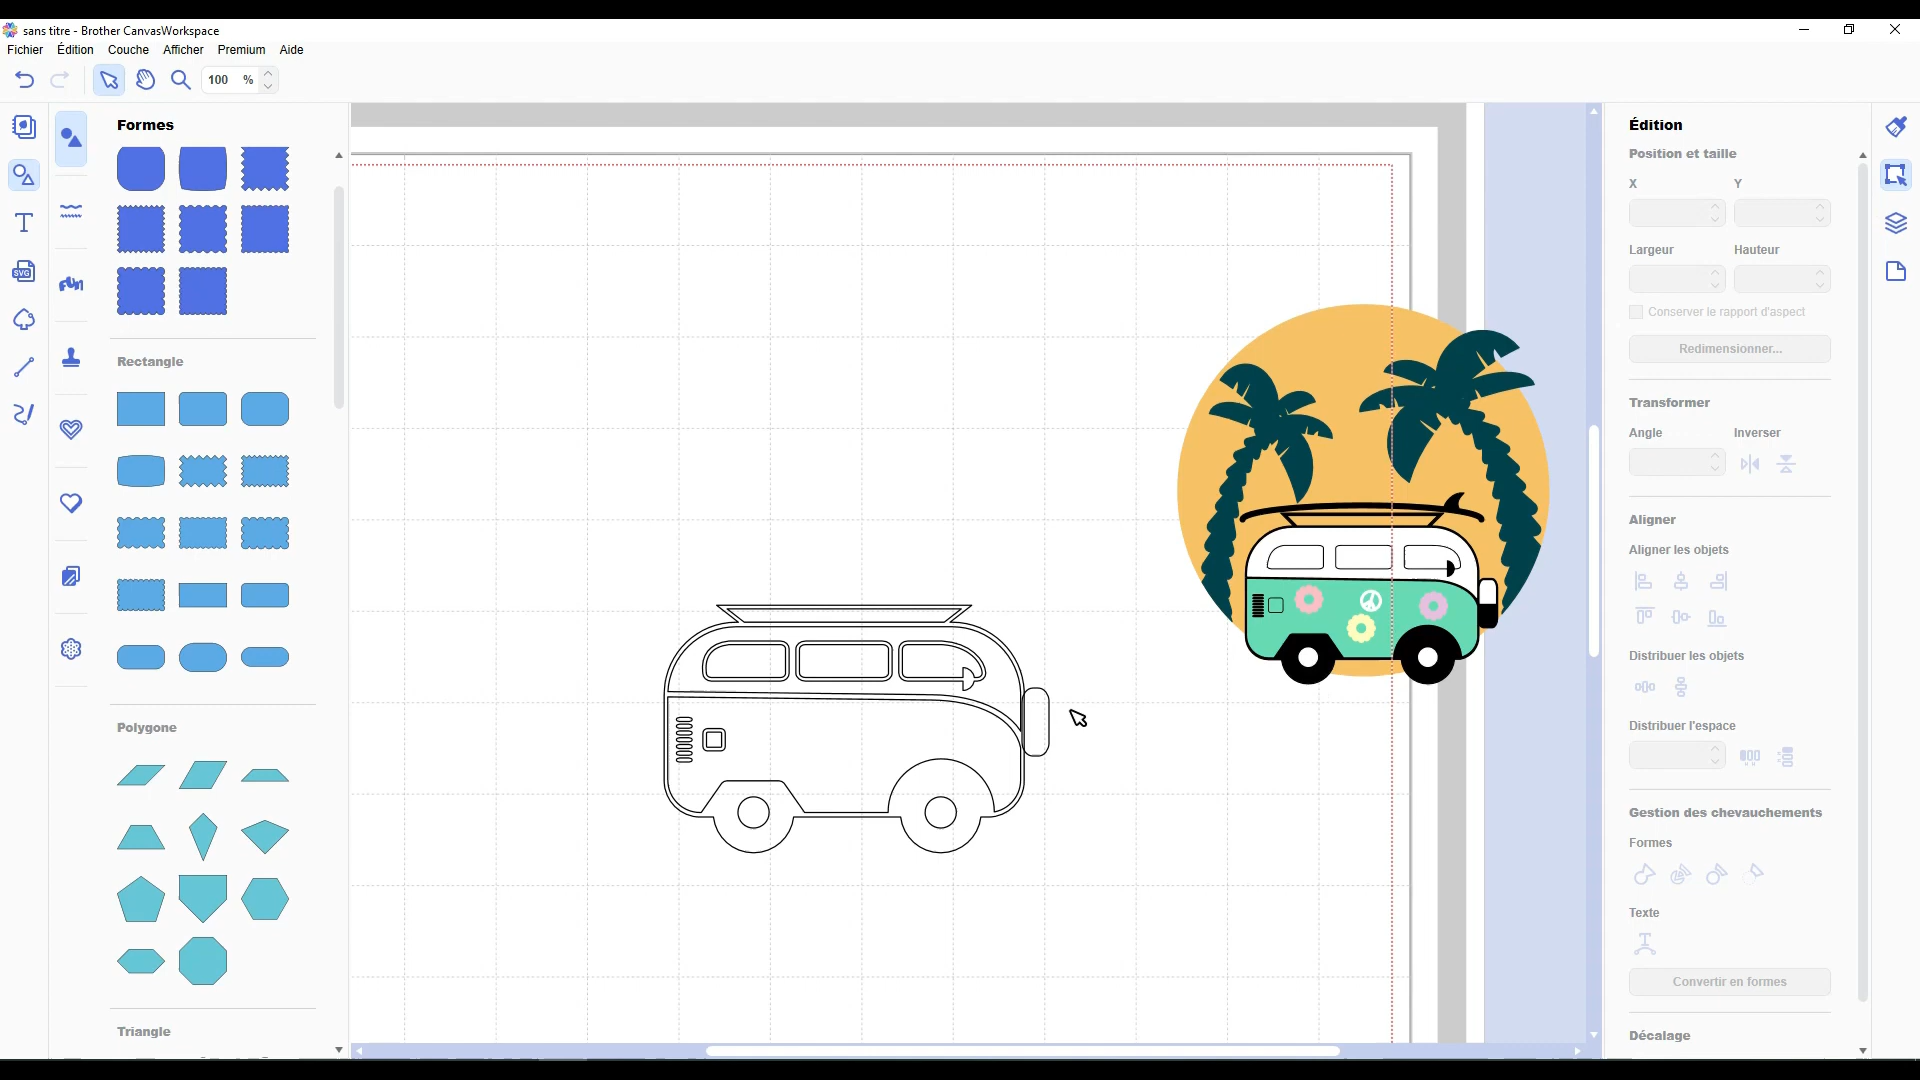 sans titre - Brother CanvasWorkspace
Fichier Édition Couche Afficher Premium Aide
100 %
Formes
Rectangle
Polygone
Triangle
SVG
Fun
Édition
Position et taille
X Y
Largeur Hauteur
Conserver le rapport d'aspect
Redimensionner...
Transformer
Angle Inverser
Aligner
Aligner les objets
Distribuer les objets
Distribuer l'espace
Gestion des chevauchements
Formes
Texte
Convertir en formes
Décalage